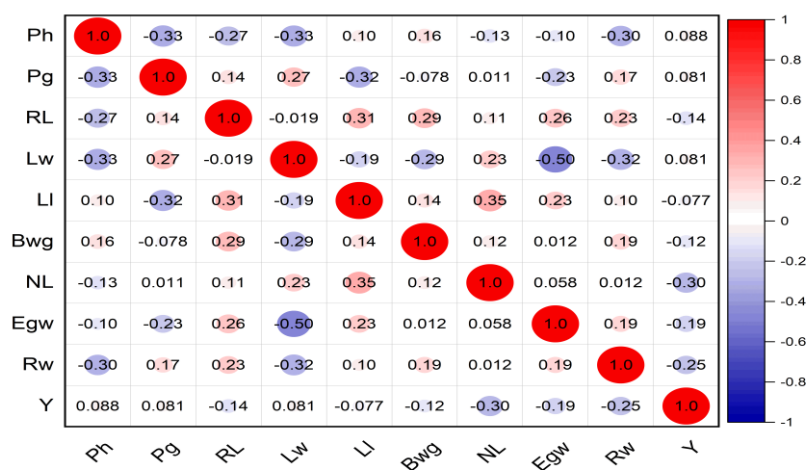 Ph 1.0 -0.33 -0.27 -0.33 0.10 0.16 -0.13 -0.10 -0.30 0.088
Pg -0.33 1.0 0.14 0.27 -0.32 -0.078 0.011 -0.23 0.17 0.081
RL -0.27 0.14 1.0 -0.019 0.31 0.29 0.11 0.26 0.23 -0.14
Lw -0.33 0.27 -0.019 1.0 -0.19 -0.29 0.23 -0.50 -0.32 0.081
Ll 0.10 -0.32 0.31 -0.19 1.0 0.14 0.35 0.23 0.10 -0.077
Bwg 0.16 -0.078 0.29 -0.29 0.14 1.0 0.12 0.012 0.19 -0.12
NL -0.13 0.011 0.11 0.23 0.35 0.12 1.0 0.058 0.012 -0.30
Egw -0.10 -0.23 0.26 -0.50 0.23 0.012 0.058 1.0 0.19 -0.19
Rw -0.30 0.17 0.23 -0.32 0.10 0.19 0.012 0.19 1.0 -0.25
Y 0.088 0.081 -0.14 0.081 -0.077 -0.12 -0.30 -0.19 -0.25 1.0
Ph Pg RL Lw Ll Bwg NL Egw Rw Y
1
0.8
0.6
0.4
0.2
0
-0.2
-0.4
-0.6
-0.8
-1